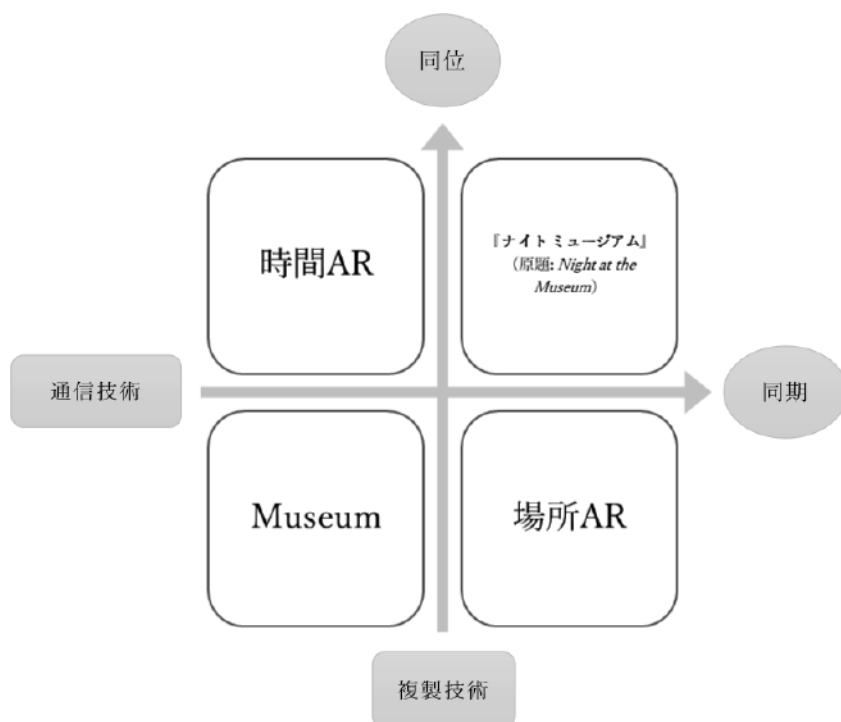 同位
時間AR
『ナイトミュージアム』
(原題: Night at the
Museum)
通信技術
同期
Museum
場所AR
複製技術